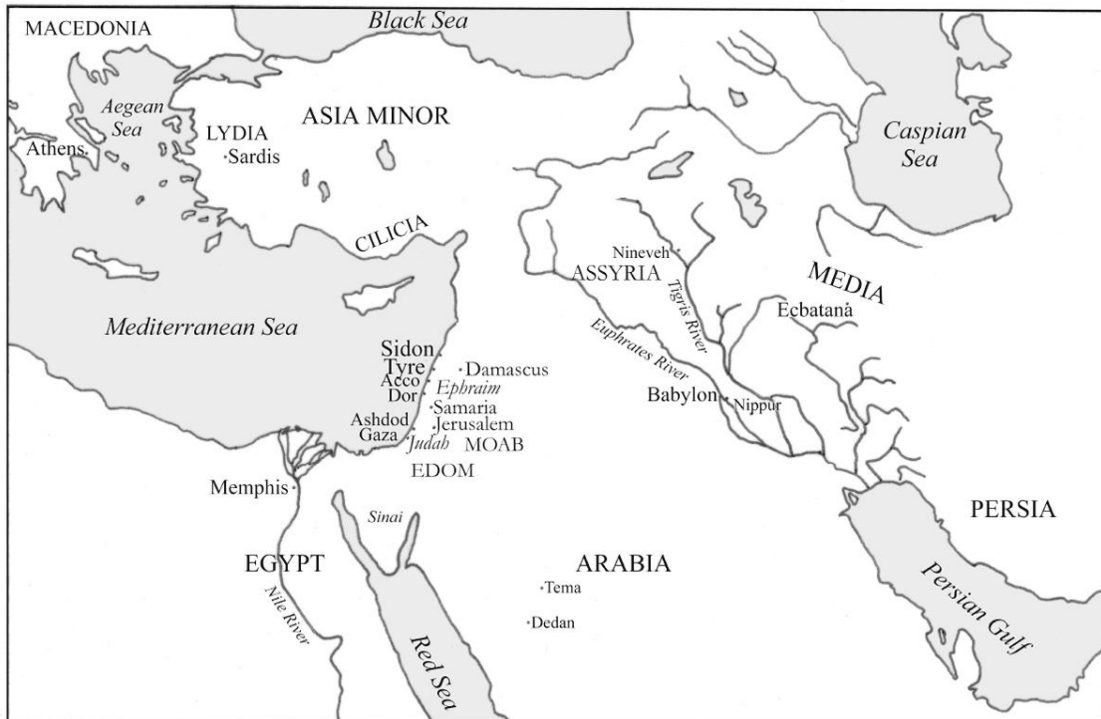 Black Sea
MACEDONIA
Aegean
Sea
ASIA MINOR
LYDIA
Sardis
Athens
Caspian
Sea
CILICIA
Nineveh
ASSYRIA
Tigris River
MEDIA
Ecbatana
Mediterranean Sea
Euphrates River
Sidon
Tyre
Damascus
Acco
Ephraim
Dor
Samaria
Babylon
Nippur
Ashdod
Jerusalem
Gaza
Judah
MOAB
EDOM
Memphis
Sinai
PERSIA
EGYPT
ARABIA
Tema
Nile River
Dedan
Persian Gulf
Red Sea